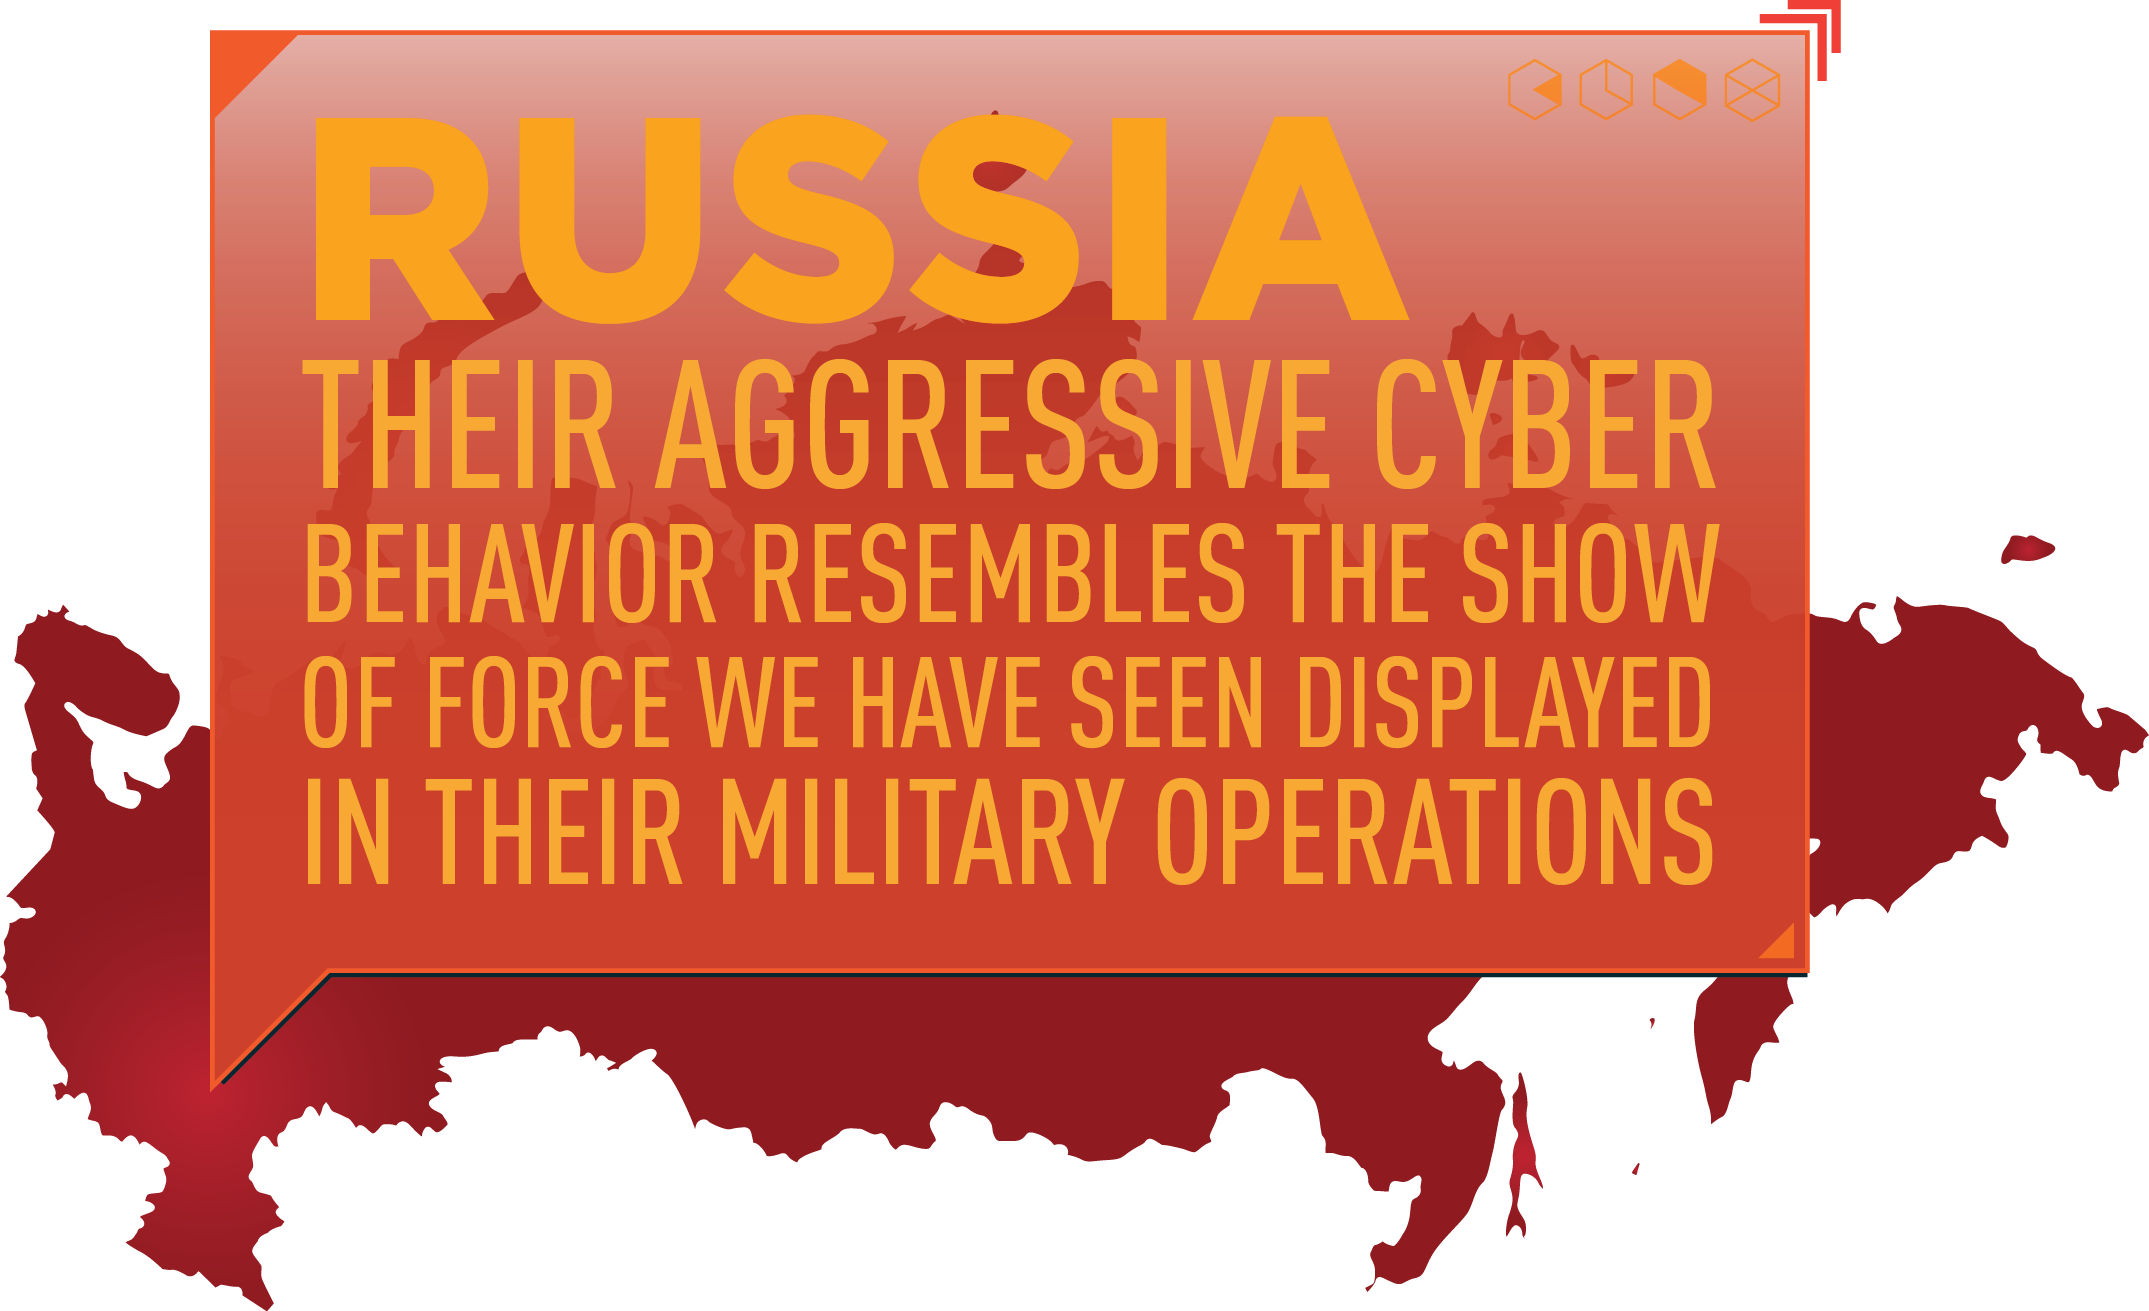 RUSSIA
THEIR AGGRESSIVE CYBER
BEHAVIOR RESEMBLES THE SHOW
OF FORCE WE HAVE SEEN DISPLAYED
IN THEIR MILITARY OPERATIONS